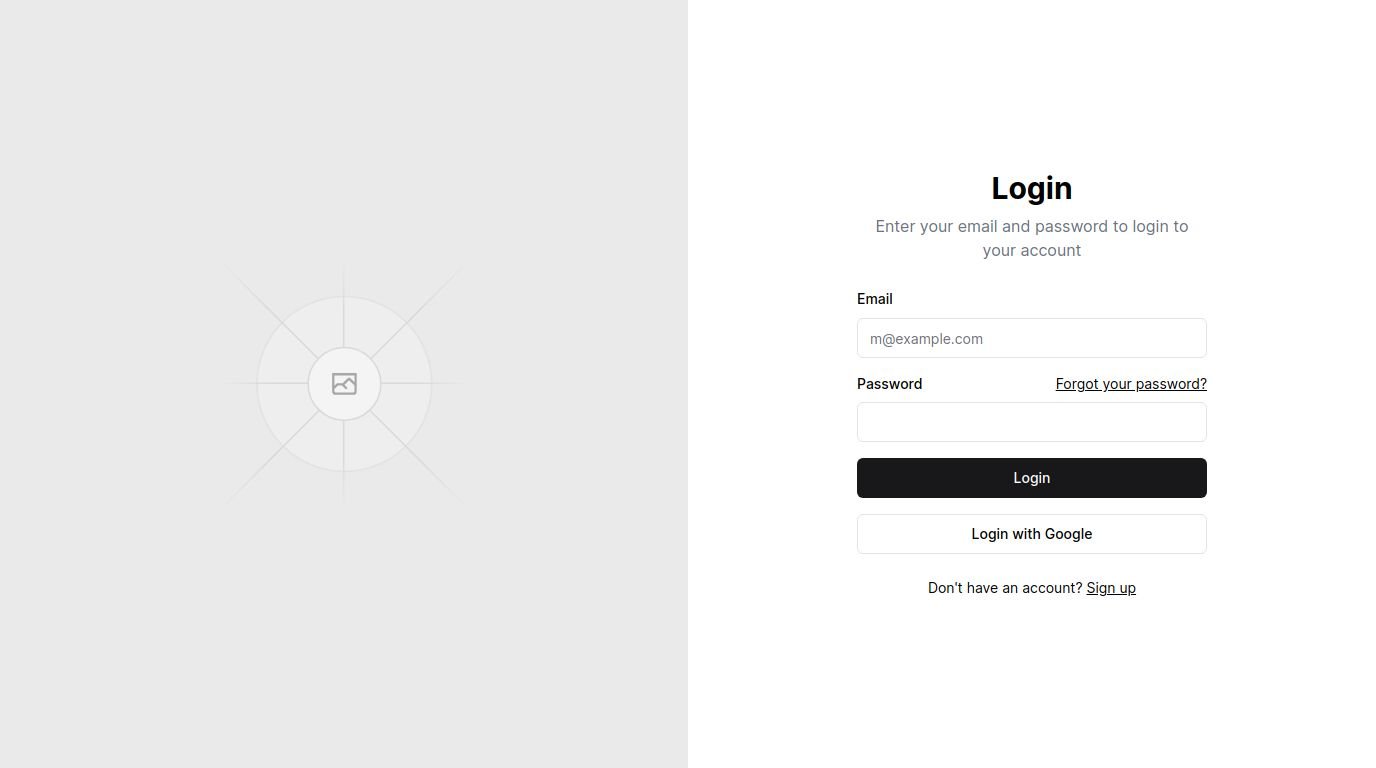 Login
Enter your email and password to login to
your account
Email
m@example.com
Password
Forgot your password?
Login
Login with Google
Don't have an account? Sign up